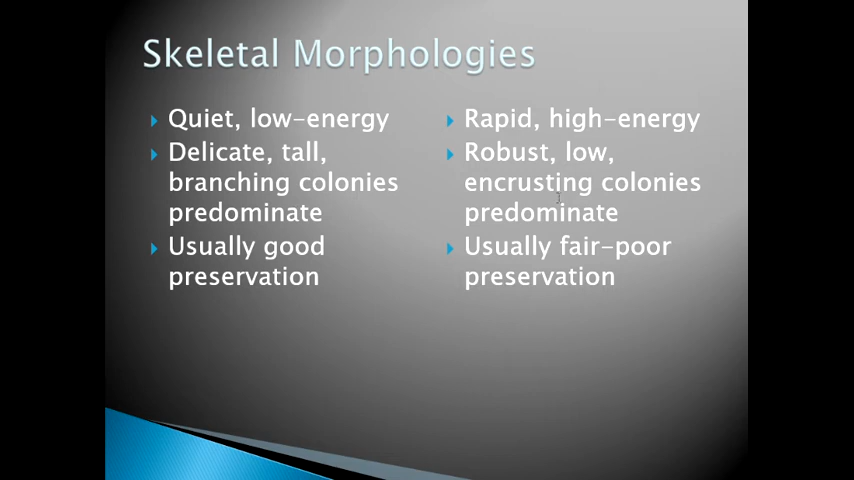 Skeletal Morphologies
Quiet, low-energy
Delicate, tall,
branching colonies
predominate
Usually good
preservation
Rapid, high-energy
Robust, low,
encrusting colonies
predominate
Usually fair-poor
preservation